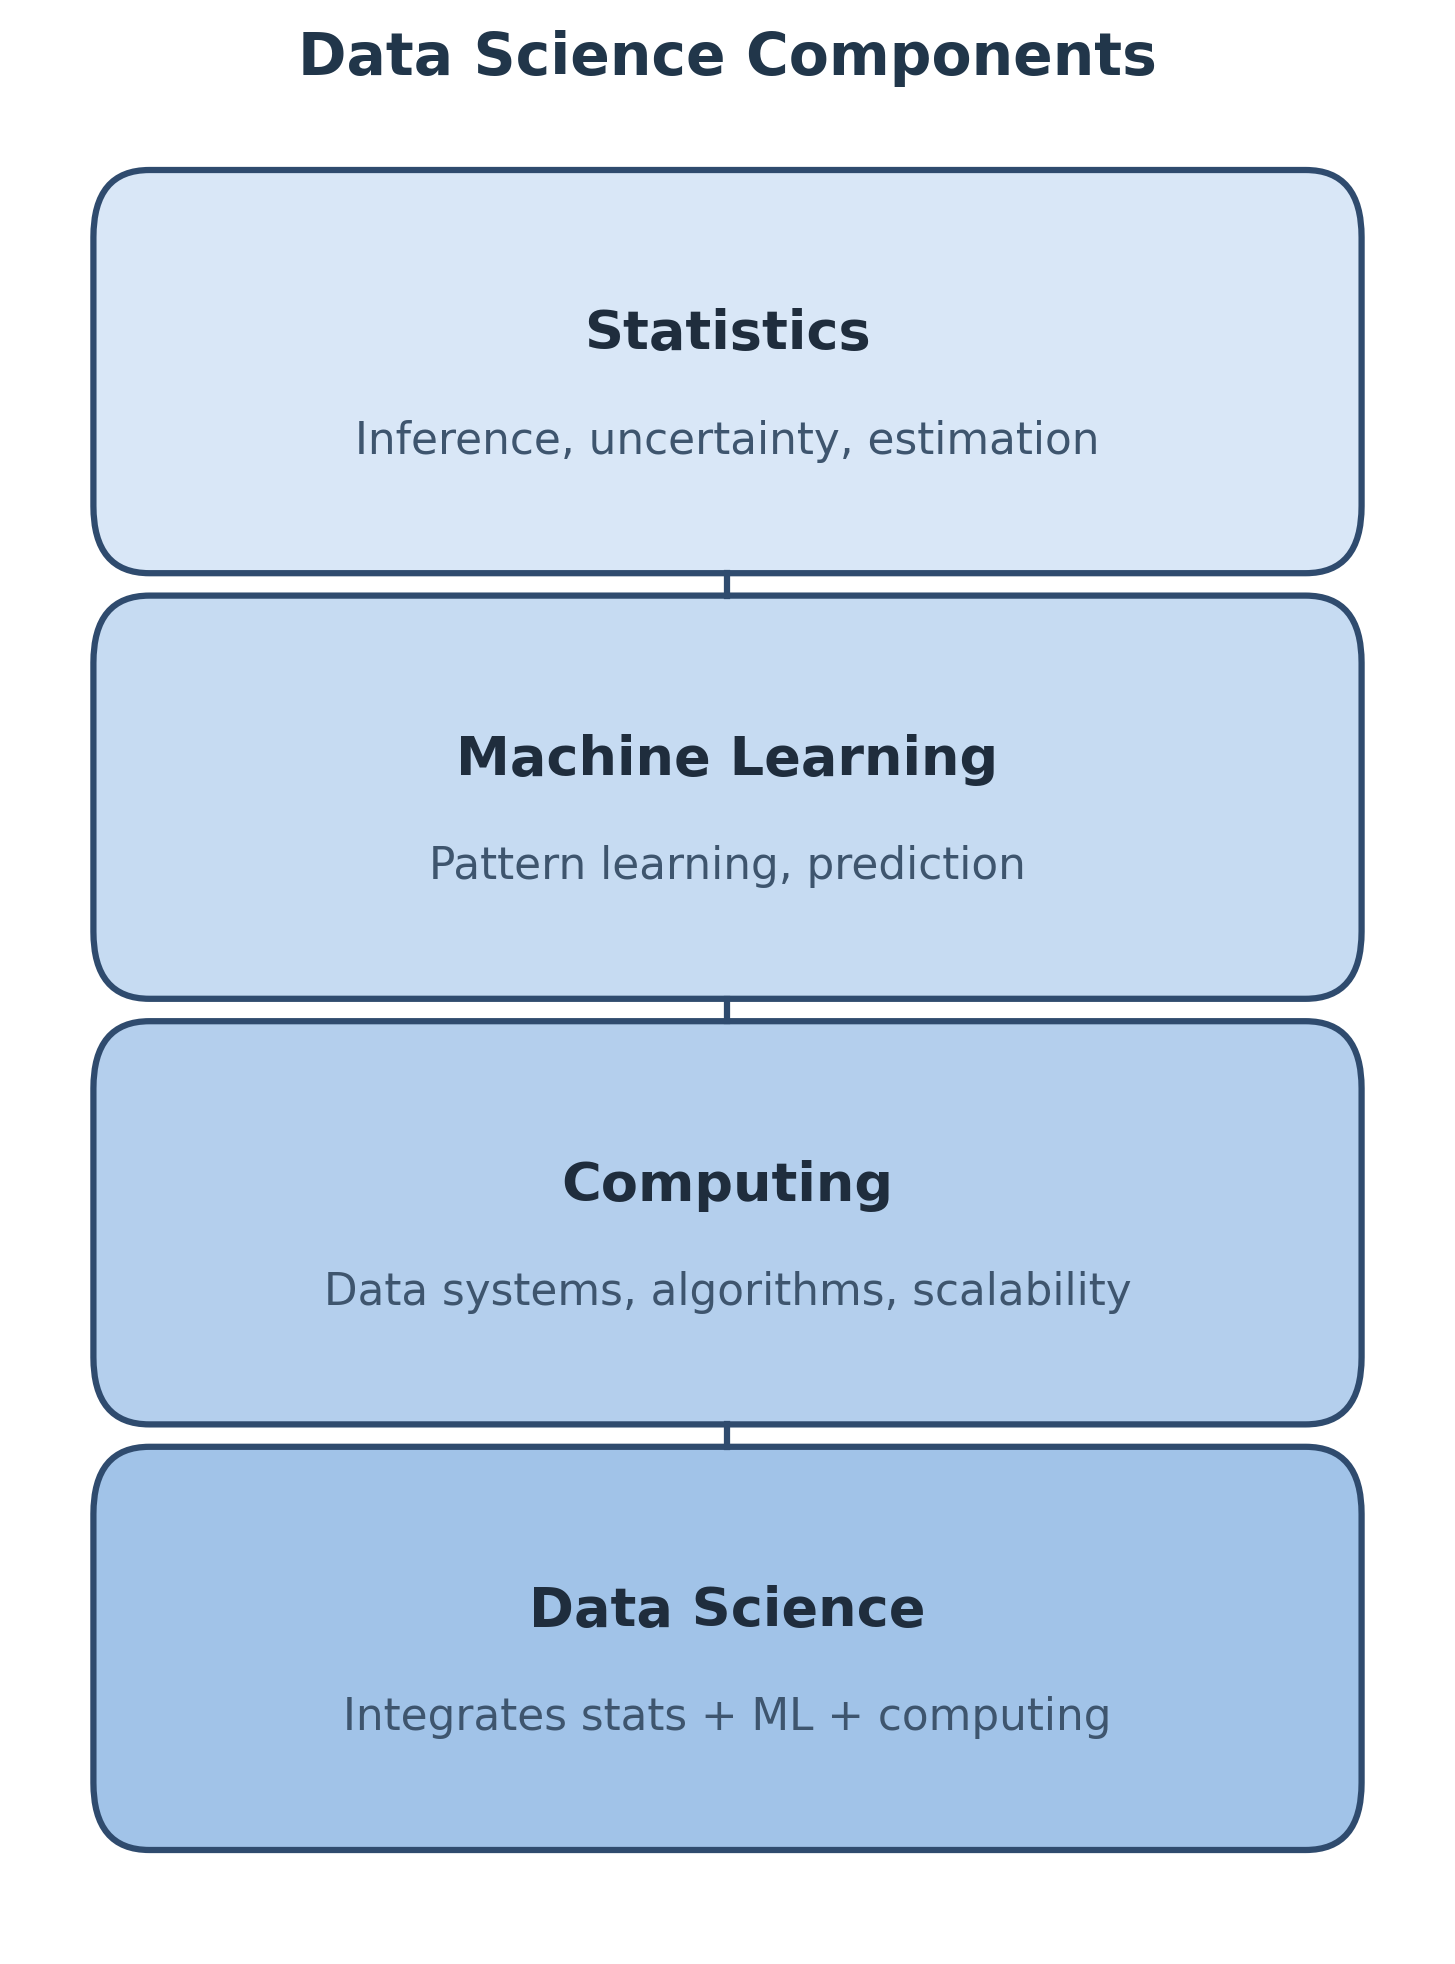 Data Science Components
Statistics
Inference, uncertainty, estimation
Machine Learning
Pattern learning, prediction
Computing
Data systems, algorithms, scalability
Data Science
Integrates stats + ML + computing